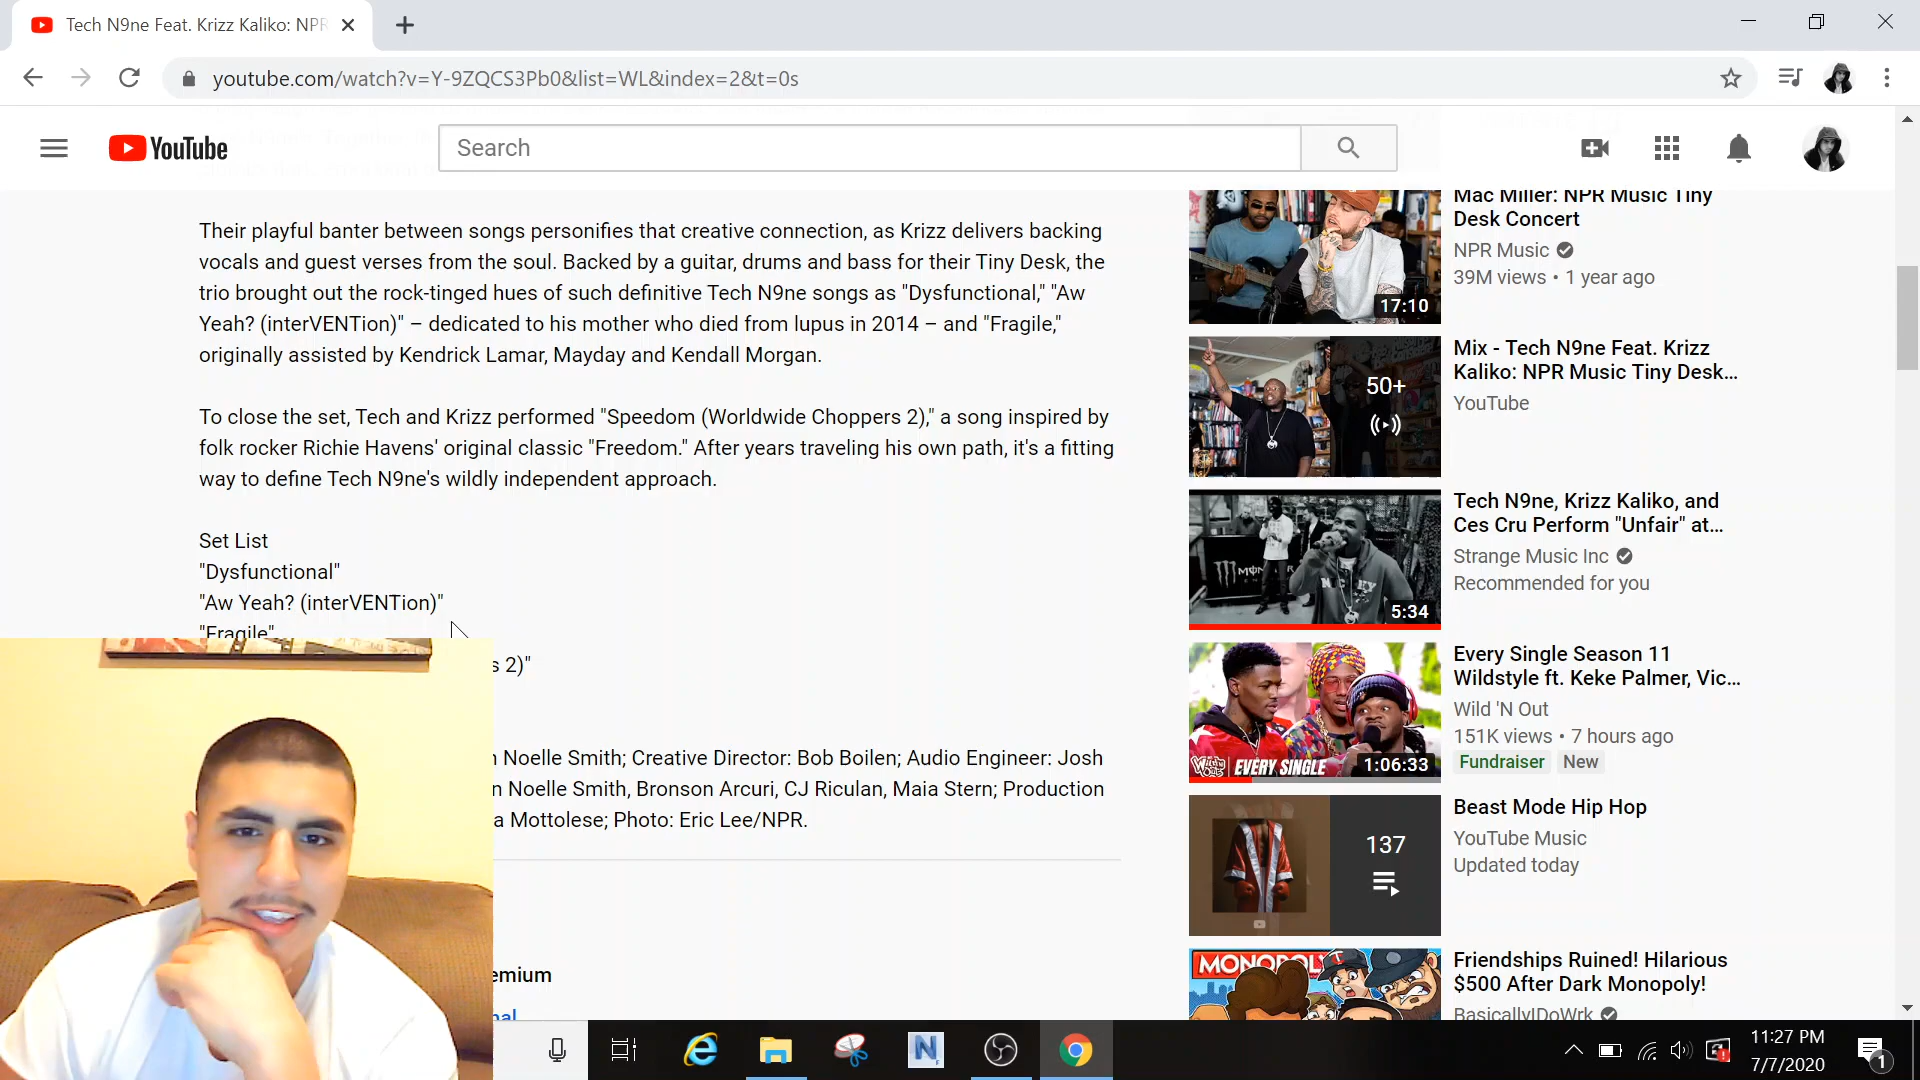 Tech N9ne Feat. Krizz Kaliko: NPR
youtube.com/watch?v=Y-9ZQCS3Pb0&list=WL&index=2&t=0s
YouTube
Search
Their playful banter between songs personifies that creative connection, as Krizz delivers backing
vocals and guest verses from the soul. Backed by a guitar, drums and bass for their Tiny Desk, the
trio brought out the rock-tinged hues of such definitive Tech N9ne songs as "Dysfunctional," "Aw
Yeah? (interVENTion)" – dedicated to his mother who died from lupus in 2014 – and "Fragile,"
originally assisted by Kendrick Lamar, Mayday and Kendall Morgan.
To close the set, Tech and Krizz performed "Speedom (Worldwide Choppers 2)," a song inspired by
folk rocker Richie Havens' original classic "Freedom." After years traveling his own path, it's a fitting
way to define Tech N9ne's wildly independent approach.
Set List
"Dysfunctional"
"Aw Yeah? (interVENTion)"
"Fragile"
s 2)"
Noelle Smith; Creative Director: Bob Boilen; Audio Engineer: Josh
n Noelle Smith, Bronson Arcuri, CJ Riculan, Maia Stern; Production
a Mottolese; Photo: Eric Lee/NPR.
emium
nal
Mac Miller: NPR Music Tiny
Desk Concert
NPR Music
39M views • 1 year ago
17:10
Mix - Tech N9ne Feat. Krizz
Kaliko: NPR Music Tiny Desk...
YouTube
50+
Tech N9ne, Krizz Kaliko, and
Ces Cru Perform "Unfair" at...
Strange Music Inc
Recommended for you
5:34
Every Single Season 11
Wildstyle ft. Keke Palmer, Vic...
Wild 'N Out
151K views • 7 hours ago
Fundraiser New
EVERY SINGLE
1:06:33
Beast Mode Hip Hop
YouTube Music
Updated today
137
Friendships Ruined! Hilarious
$500 After Dark Monopoly!
BasicallyIDoWrk
MONOPOLY
11:27 PM
7/7/2020
1